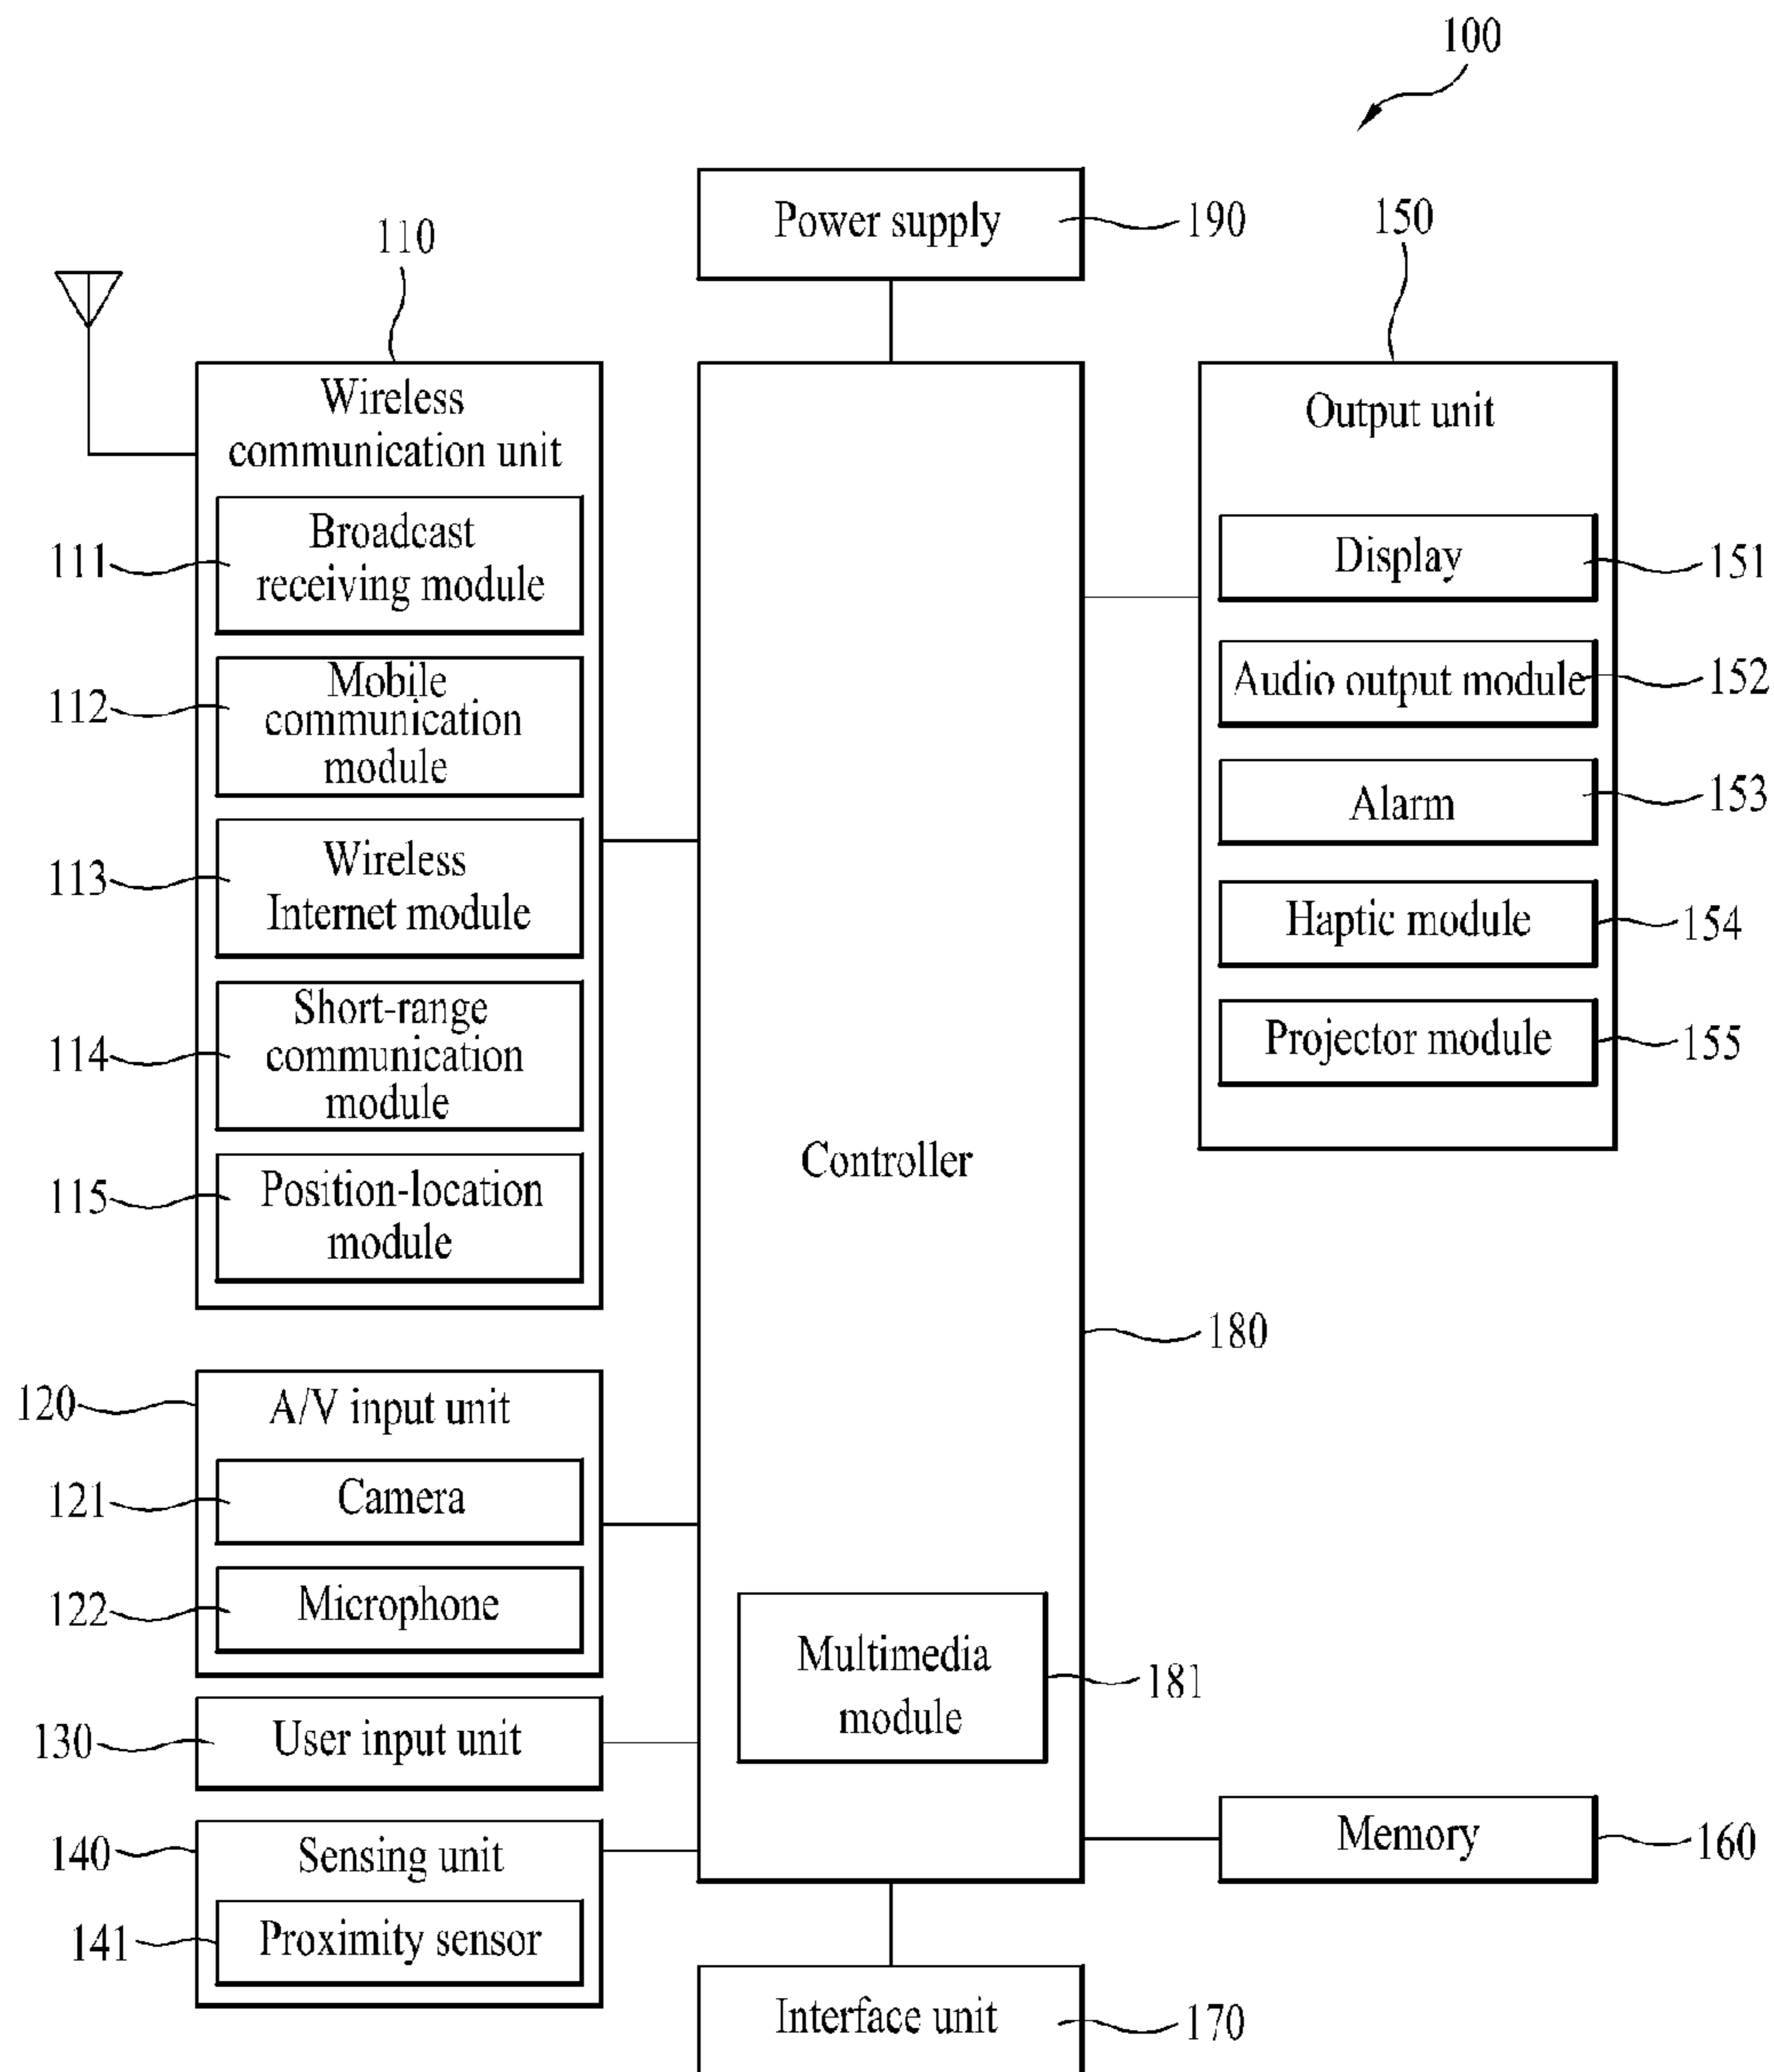 100
Power supply
190
150
110
Wireless
communication unit
Output unit
Broadcast
receiving module
111
Display
151
Mobile
communication
module
112
Audio output module
152
Alarm
153
Wireless
Internet module
113
Haptic module
154
Short-range
communication
module
114
Projector module
155
Controller
Position-location
module
115
180
120
A/V input unit
121
Camera
122
Microphone
Multimedia
module
181
130
User input unit
Memory
160
140
Sensing unit
141
Proximity sensor
Interface unit
170